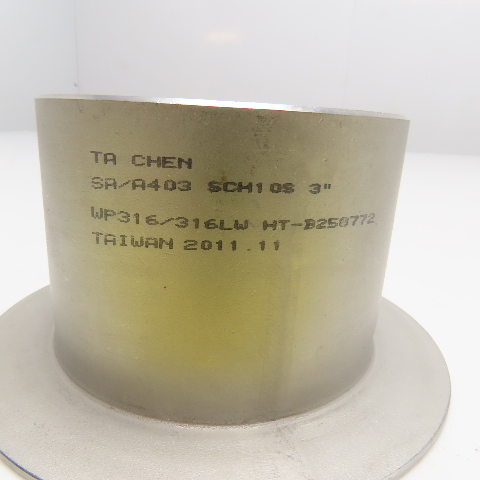 TA CHEN
SA/A403 SCH10S 3"
WP316/316LW HT-B250772
TAIWAN 2011.11